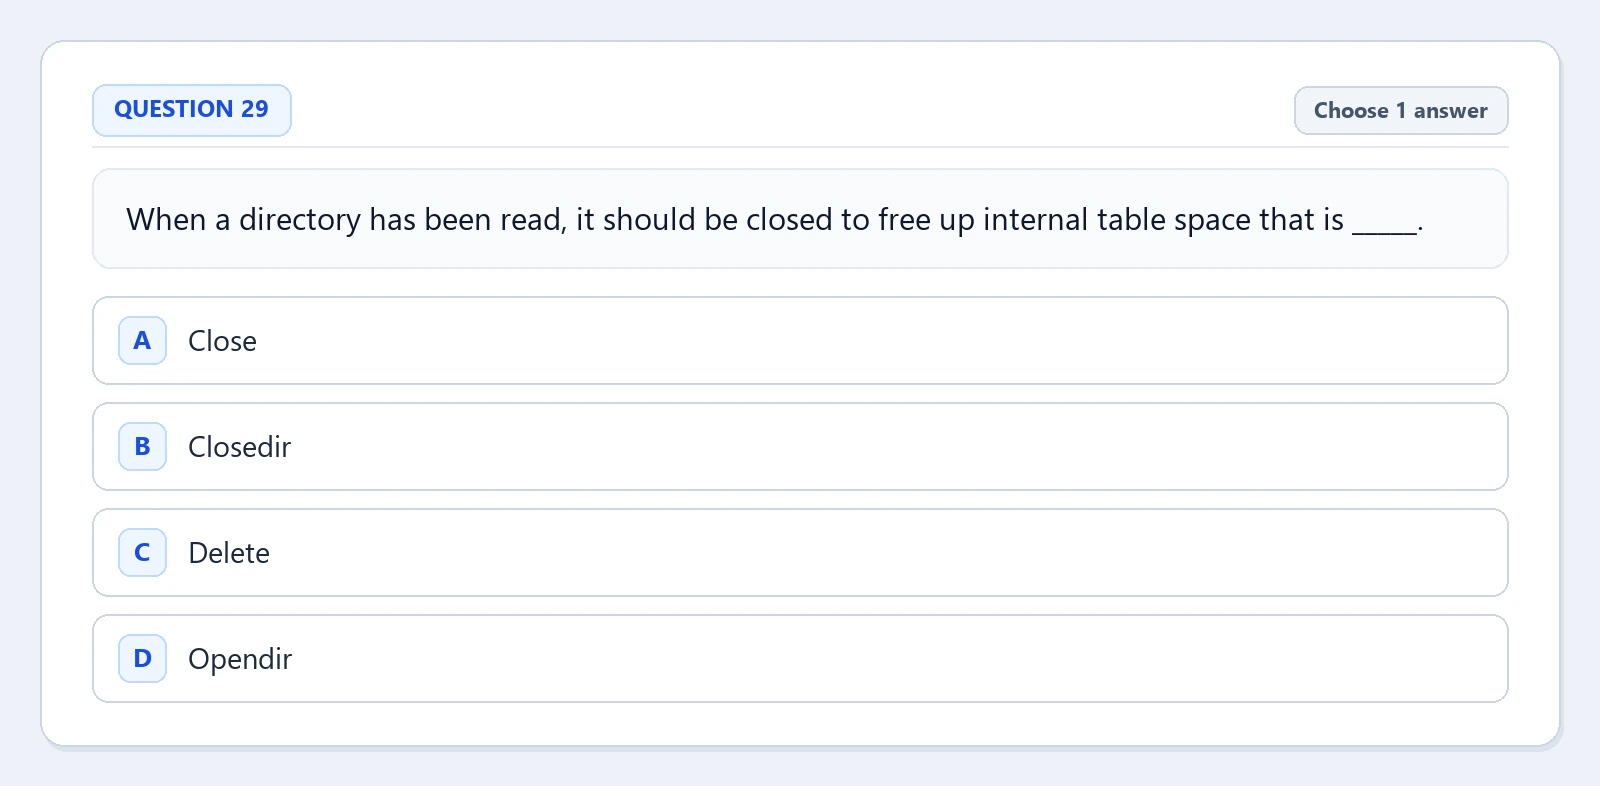 QUESTION 29
Choose 1 answer
When a directory has been read, it should be closed to free up internal table space that is _____.
A Close
B Closedir
C Delete
D Opendir